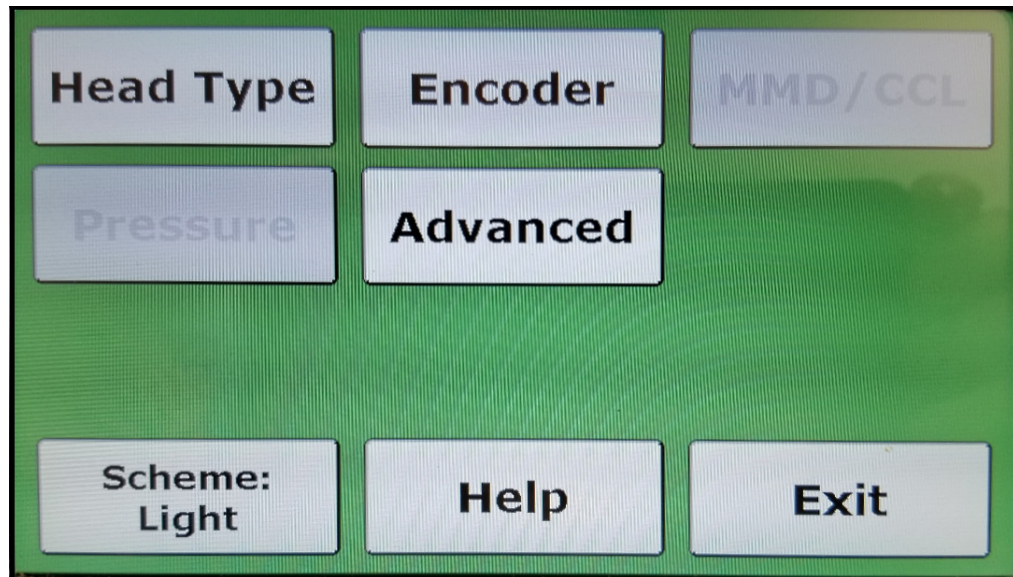 Head Type
Encoder
MMD/CCL
Pressure
Advanced
Scheme:
Light
Help
Exit